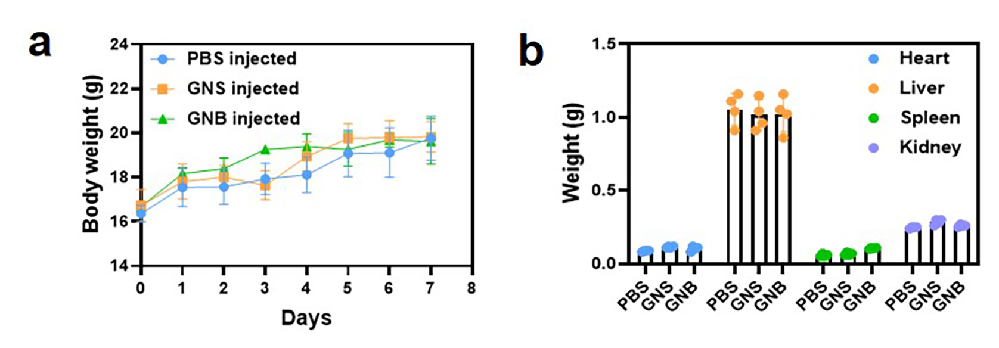 a
24
22
20
18
16
14
Body weight (g)
PBS injected
GNS injected
GNB injected
0 1 2 3 4 5 6 7 8
Days
b
1.5
1.0
0.5
0.0
Weight (g)
Heart
Liver
Spleen
Kidney
PBS GNS GNB PBS GNS GNB PBS GNS GNB PBS GNS GNB